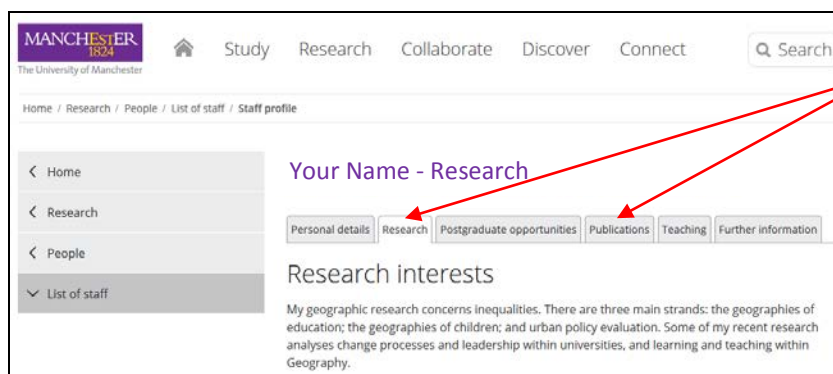 MANCHESTER
1824
The University of Manchester
Study Research Collaborate Discover Connect Search
Home / Research / People / List of staff / Staff profile
Home
Research
People
List of staff
Your Name - Research
Personal details Research Postgraduate opportunities Publications Teaching Further information
Research interests
My geographic research concerns inequalities. There are three main strands: the geographies of
education; the geographies of children; and urban policy evaluation. Some of my recent research
analyses change processes and leadership within universities, and learning and teaching within
Geography.